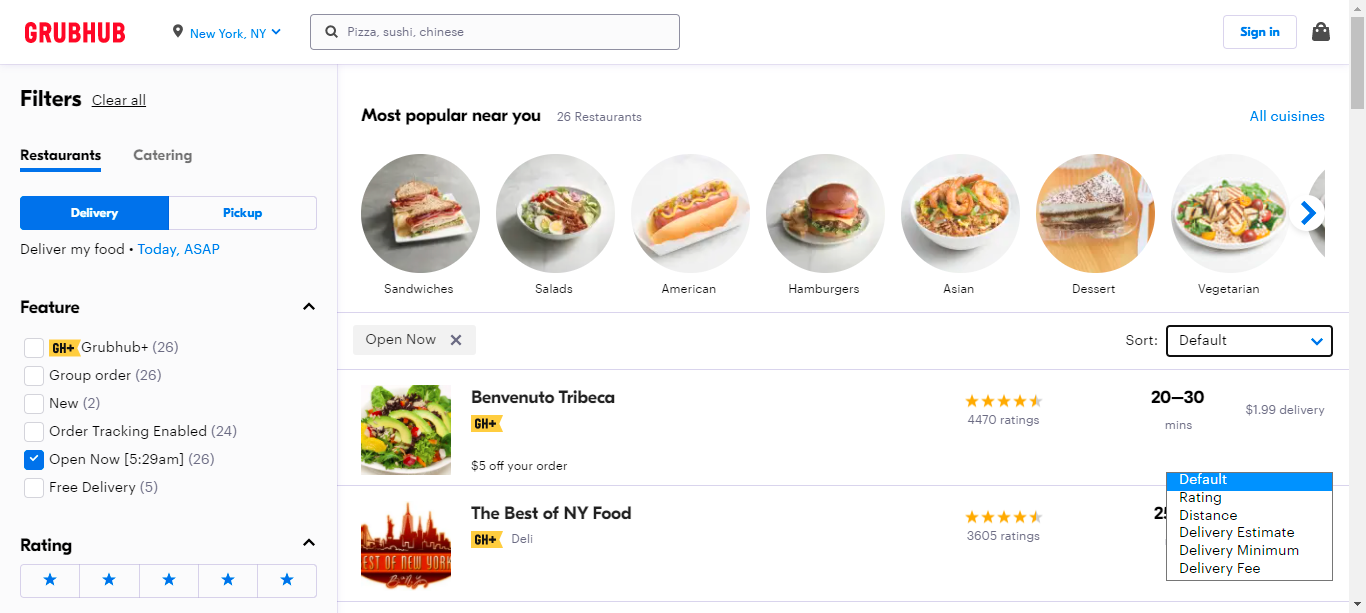 GRUBHUB
New York, NY
Pizza, sushi, chinese
Sign in
Filters Clear all
Restaurants Catering
Delivery Pickup
Deliver my food • Today, ASAP
Feature
GH+ Grubhub+ (26)
Group order (26)
New (2)
Order Tracking Enabled (24)
Open Now [5:29am] (26)
Free Delivery (5)
Rating
Most popular near you 26 Restaurants
All cuisines
Sandwiches Salads American Hamburgers Asian Dessert Vegetarian
Open Now
Sort: Default
Benvenuto Tribeca
GH+
$5 off your order
4470 ratings
20–30
mins
$1.99 delivery
The Best of NY Food
GH+ Deli
3605 ratings
Default
Rating
Distance
Delivery Estimate
Delivery Minimum
Delivery Fee